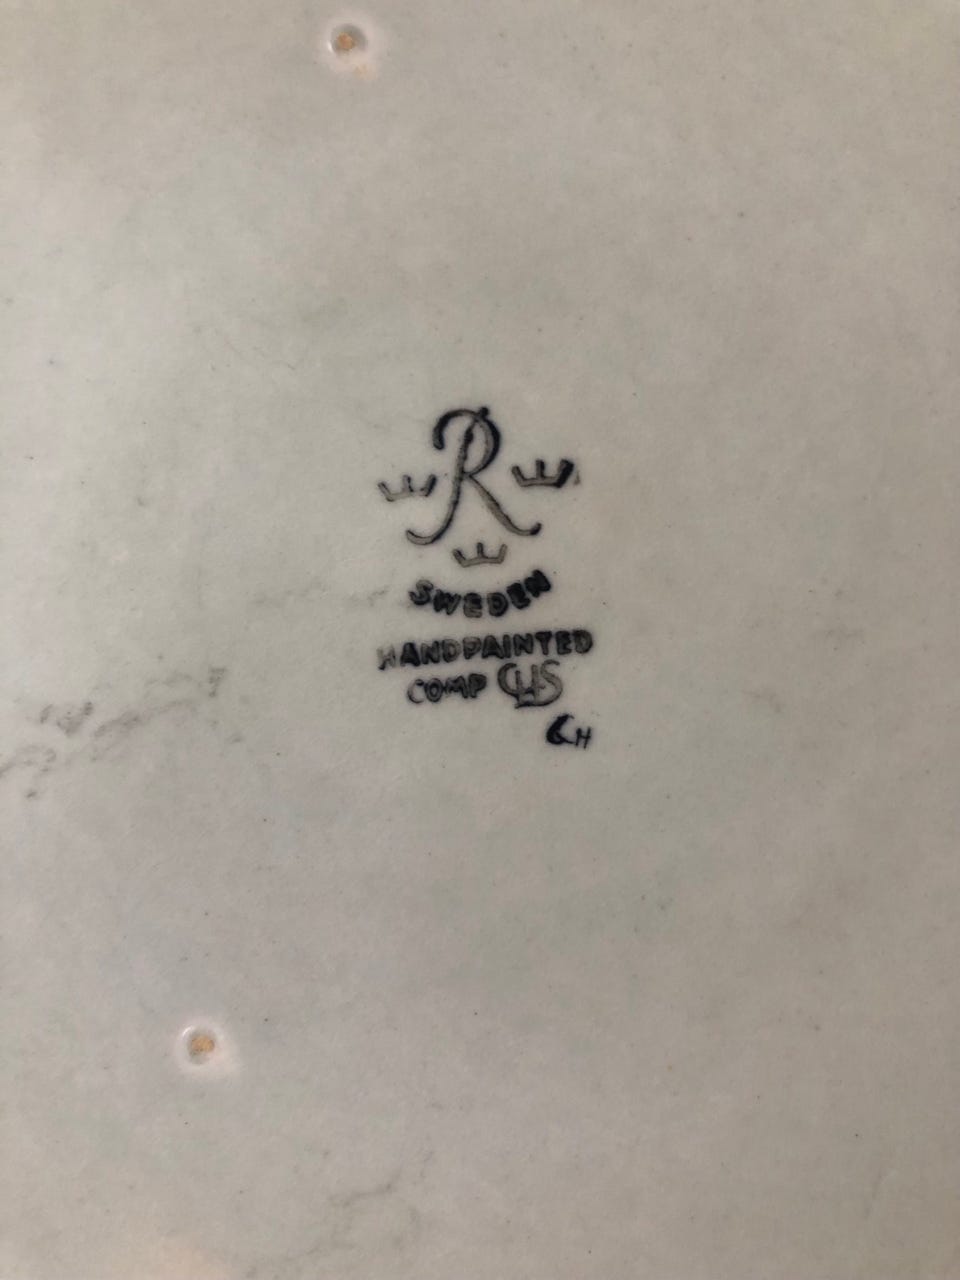 R
SWEDEN
HANDPAINTED
COMP CHS
GH